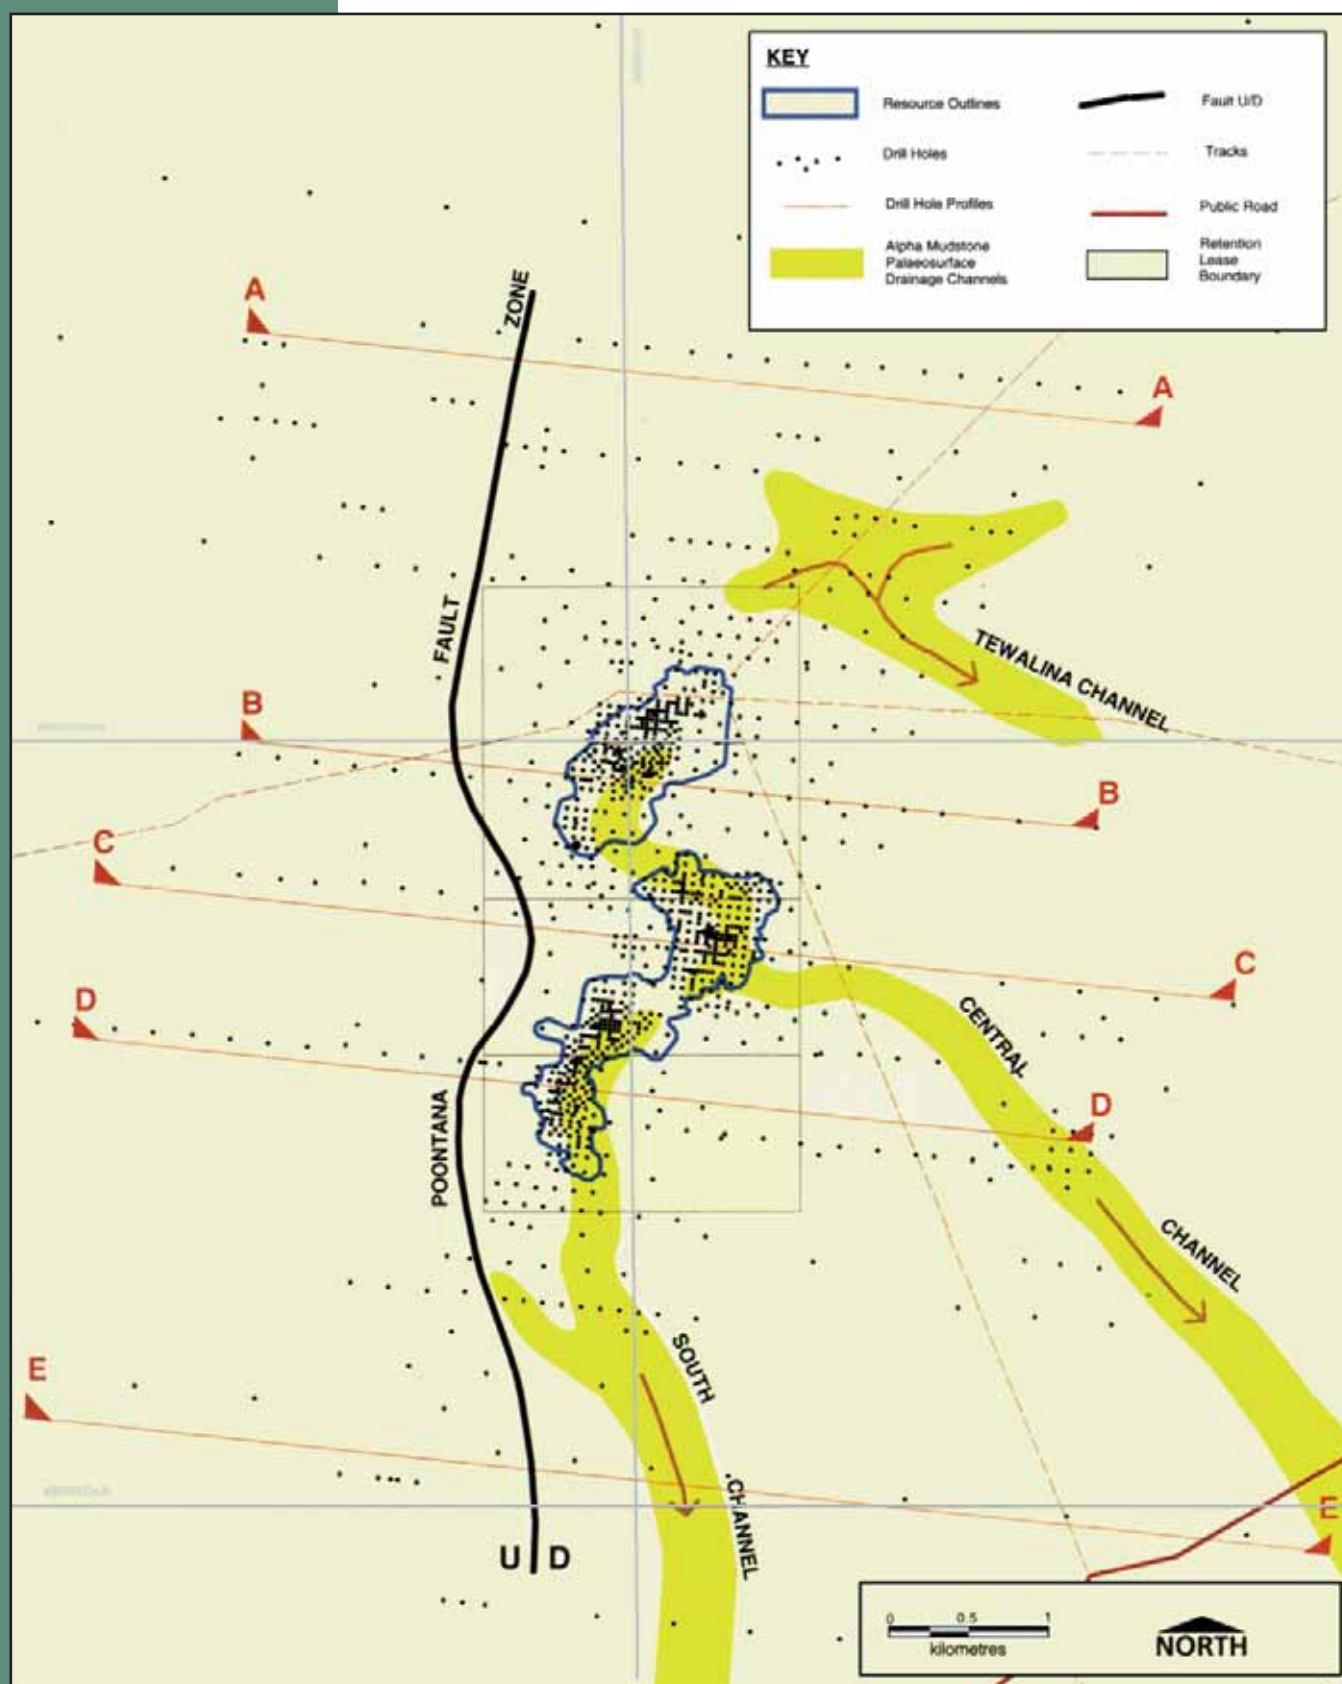 KEY
Resource Outlines
Fault U/D
Drill Holes
Tracks
Drill Hole Profiles
Public Road
Alpha Mudstone
Palaeosurface
Drainage Channels
Retention
Lease
Boundary
A
ZONE
A
FAULT
TEWALINA CHANNEL
B
B
C
C
D
CENTRAL
D
POONTANA
CHANNEL
SOUTH
E
CHANNEL
E
U D
0 0.5 1
kilometres
NORTH